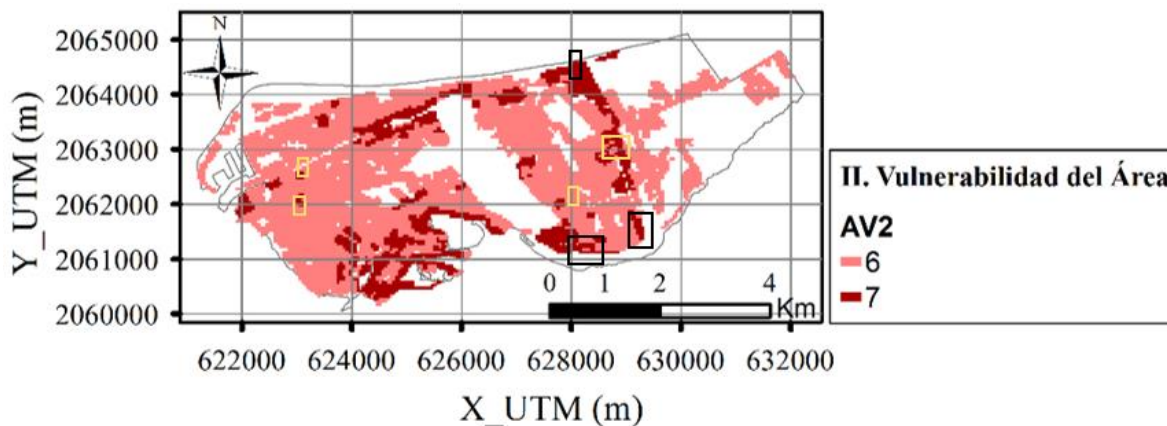 N
2065000
2064000
2063000
2062000
2061000
2060000
Y_UTM (m)
0 1 2 4
Km
622000 624000 626000 628000 630000 632000
X_UTM (m)
II. Vulnerabilidad del Área
AV2
6
7